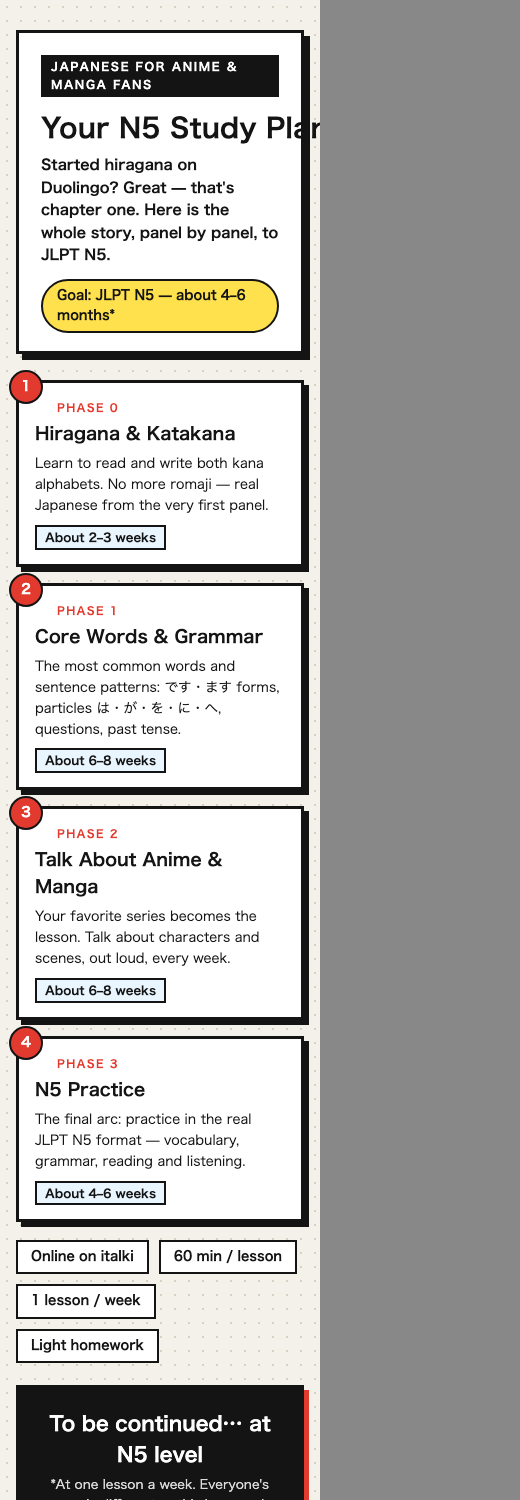 JAPANESE FOR ANIME &
MANGA FANS
Your N5 Study Plan
Started hiragana on
Duolingo? Great — that's
chapter one. Here is the
whole story, panel by panel, to
JLPT N5.
Goal: JLPT N5 — about 4–6
months*
1
PHASE 0
Hiragana & Katakana
Learn to read and write both kana
alphabets. No more romaji — real
Japanese from the very first panel.
About 2–3 weeks
2
PHASE 1
Core Words & Grammar
The most common words and
sentence patterns: です・ます forms,
particles は・が・を・に・へ,
questions, past tense.
About 6–8 weeks
3
PHASE 2
Talk About Anime &
Manga
Your favorite series becomes the
lesson. Talk about characters and
scenes, out loud, every week.
About 6–8 weeks
4
PHASE 3
N5 Practice
The final arc: practice in the real
JLPT N5 format — vocabulary,
grammar, reading and listening.
About 4–6 weeks
Online on italki
60 min / lesson
1 lesson / week
Light homework
To be continued… at
N5 level
*At one lesson a week. Everyone's